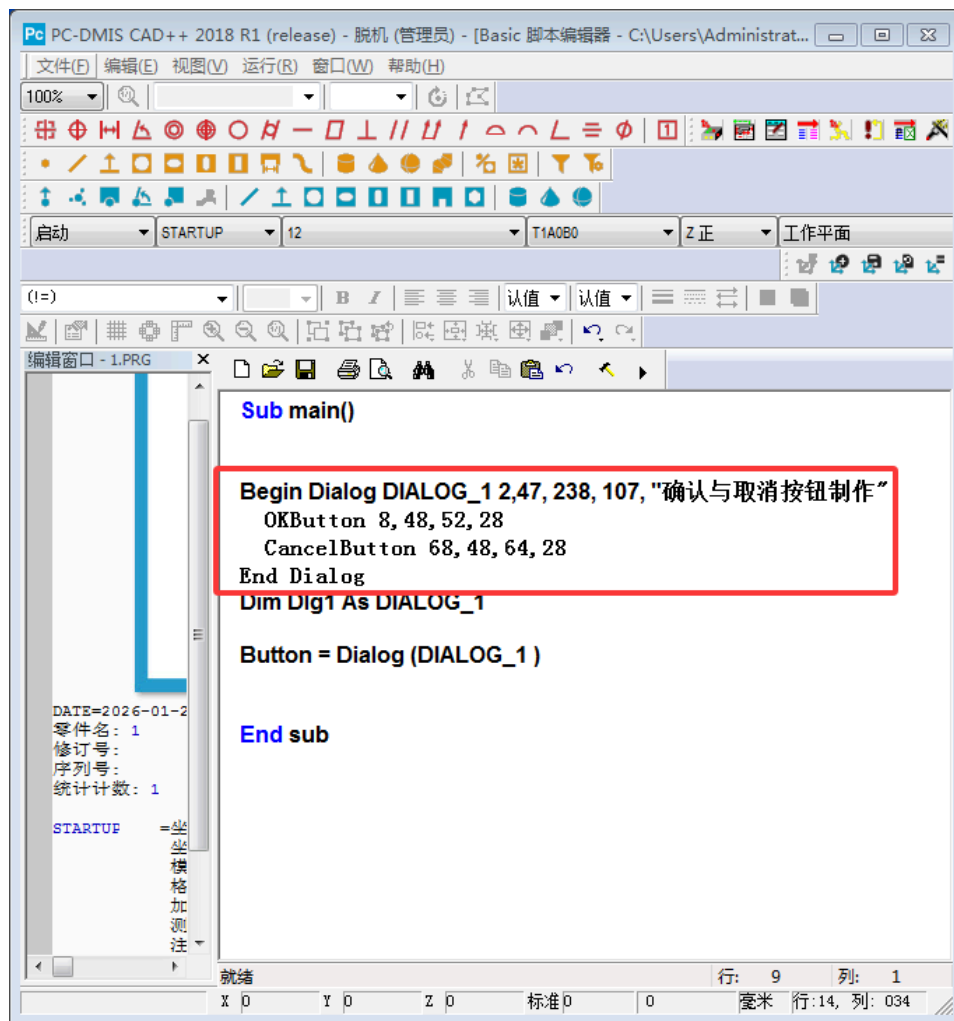 PC-DMIS CAD++ 2018 R1 (release) - 脱机 (管理员) - [Basic 脚本编辑器 - C:\Users\Administrat...
文件(F) 编辑(E) 视图(V) 运行(R) 窗口(W) 帮助(H)
100%
启动 STARTUP 12 T1A0B0 Z 正 工作平面
(!=) 认值 认值
编辑窗口 - 1.PRG
Sub main()
Begin Dialog DIALOG_1 2,47, 238, 107, "确认与取消按钮制作"
OKButton 8,48,52,28
CancelButton 68,48,64,28
End Dialog
Dim Dlg1 As DIALOG_1
Button = Dialog (DIALOG_1 )
End sub
DATE=2026-01-2
零件名: 1
修订号:
序列号:
统计计数: 1
STARTUP =坐
坐
模
格
加
测
注
就绪 行: 9 列: 1
X 0 Y 0 Z 0 标准 0 0 毫米 行:14, 列: 034